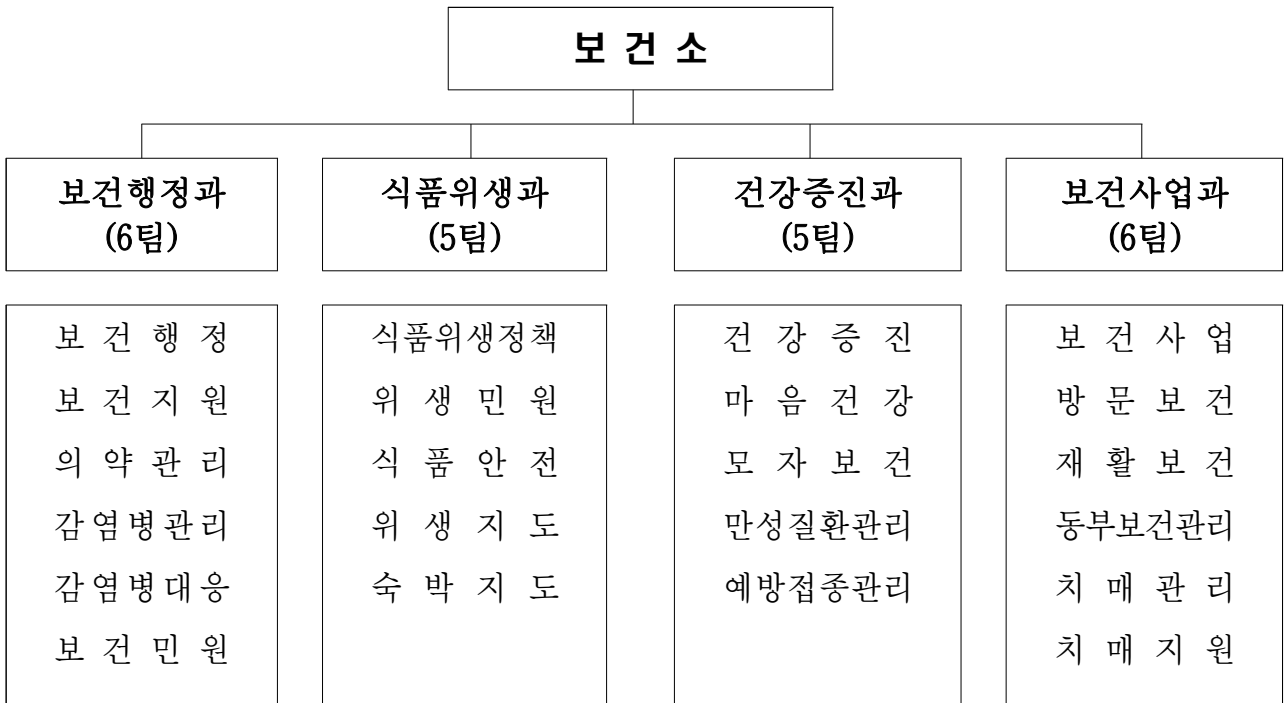 보 건 소
보건행정과
(6팀)
식품위생과
(5팀)
건강증진과
(5팀)
보건사업과
(6팀)
보 건 행 정
보 건 지 원
의 약 관 리
감염병관리
감염병대응
보 건 민 원
식품위생정책
위 생 민 원
식 품 안 전
위 생 지 도
숙 박 지 도
건 강 증 진
마 음 건 강
모 자 보 건
만성질환관리
예방접종관리
보 건 사 업
방 문 보 건
재 활 보 건
동부보건관리
치 매 관 리
치 매 지 원